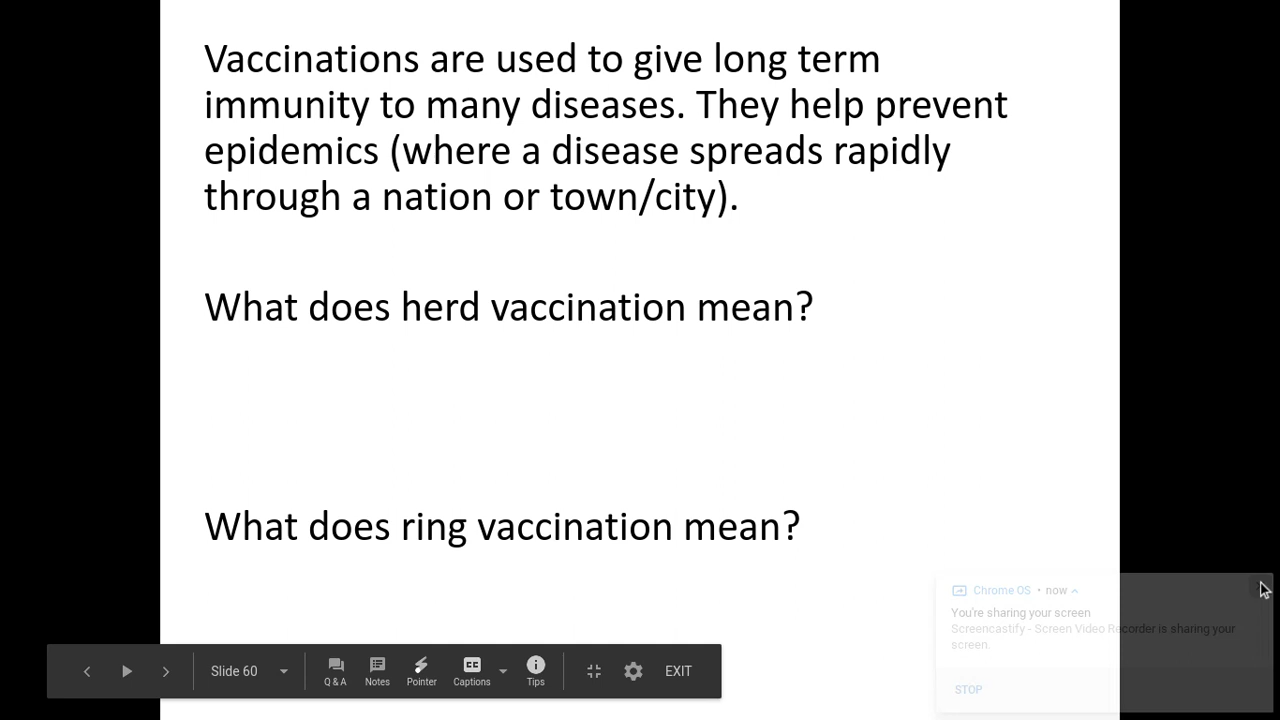 Vaccinations are used to give long term
immunity to many diseases. They help prevent
epidemics (where a disease spreads rapidly
through a nation or town/city).
What does herd vaccination mean?
What does ring vaccination mean?
Chrome OS • now
You're sharing your screen
Screencastify - Screen Video Recorder is sharing your
screen.
STOP
Slide 60
Q & A
Notes
Pointer
CC
Captions
Tips
EXIT